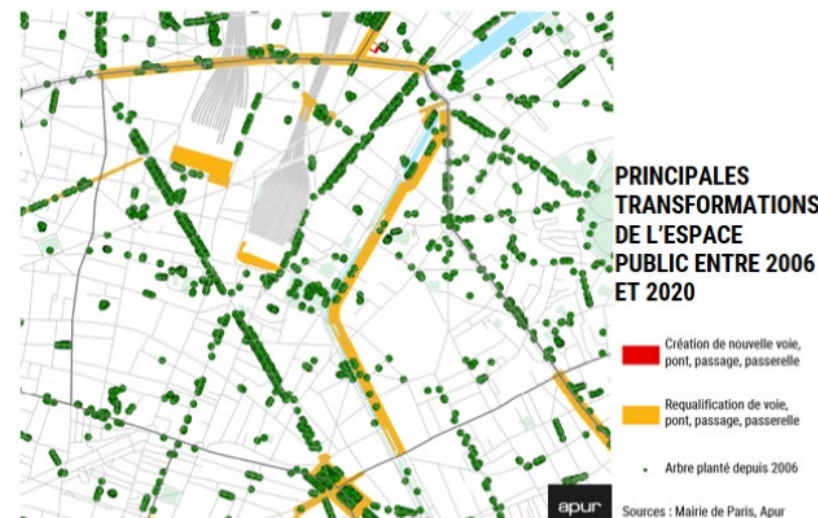 PRINCIPALES
TRANSFORMATIONS
DE L'ESPACE
PUBLIC ENTRE 2006
ET 2020
Création de nouvelle voie,
pont, passage, passerelle
Requalification de voie,
pont, passage, passerelle
Arbre planté depuis 2006
apur
Sources : Mairie de Paris, Apur